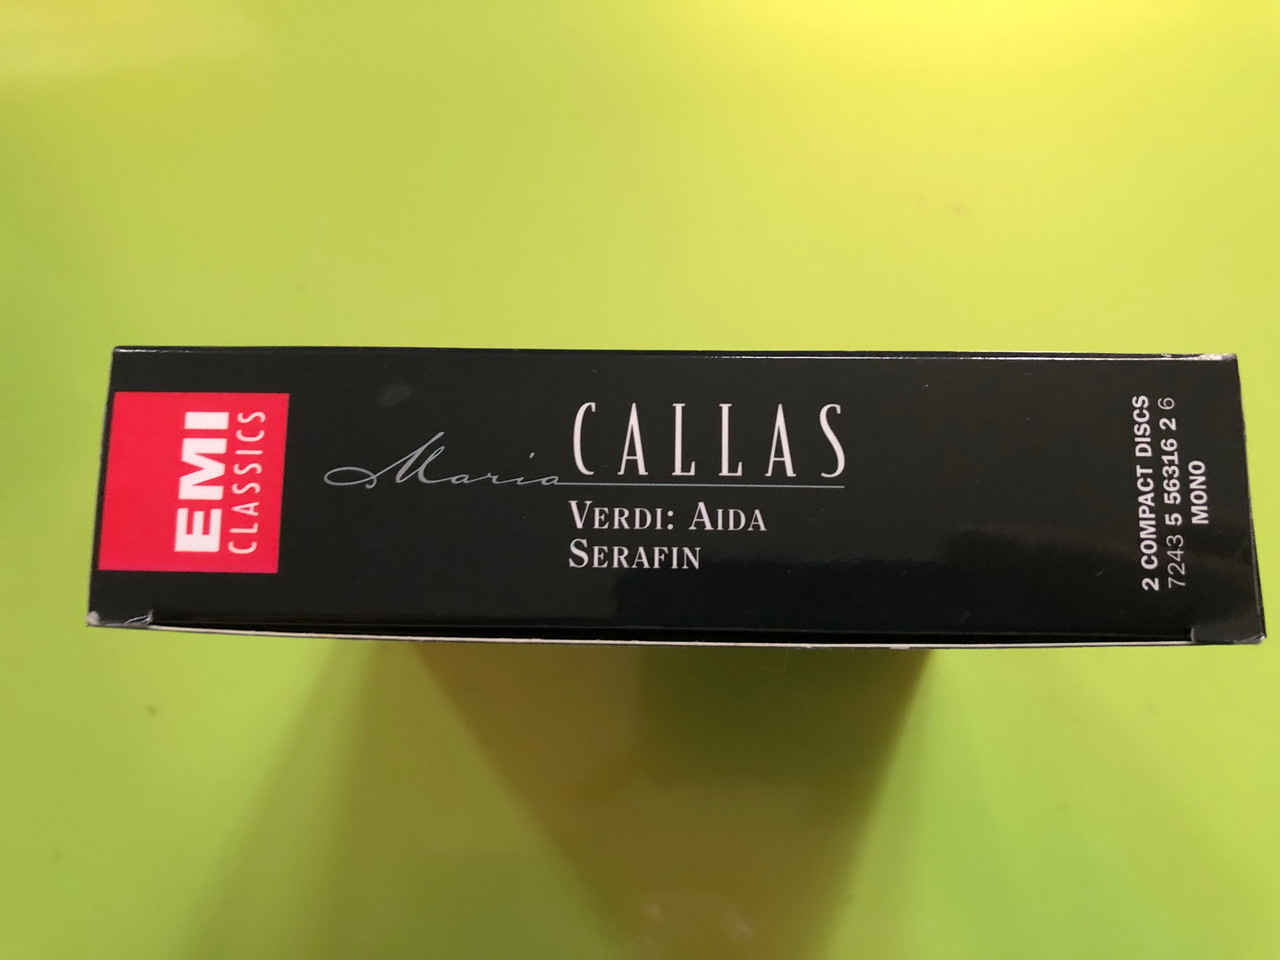 EMI
CLASSICS
Maria CALLAS
VERDI: AIDA
SERAFIN
2 COMPACT DISCS
7243 5 56316 2 6
MONO